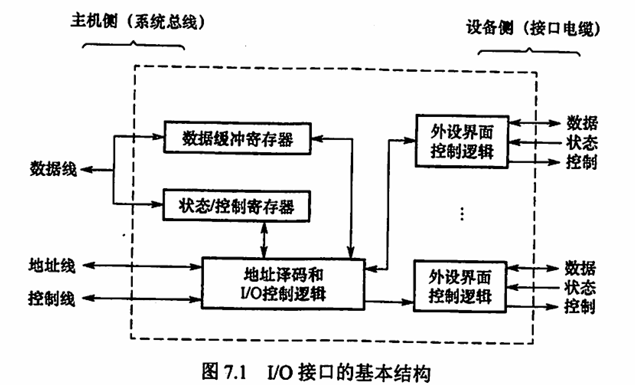 主机侧（系统总线）
设备侧（接口电缆）
数据缓冲寄存器
外设界面
控制逻辑
数据
状态
控制
数据线
状态/控制寄存器
⋮
地址线
控制线
地址译码和
I/O控制逻辑
外设界面
控制逻辑
数据
状态
控制
图 7.1 I/O 接口的基本结构